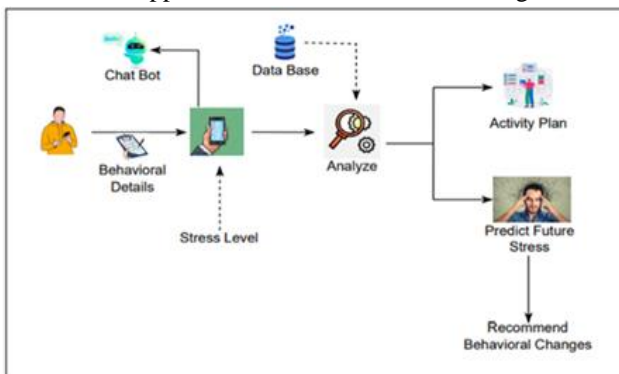 Chat Bot
Data Base
Behavioral
Details
Analyze
Activity Plan
Stress Level
Predict Future
Stress
Recommend
Behavioral Changes